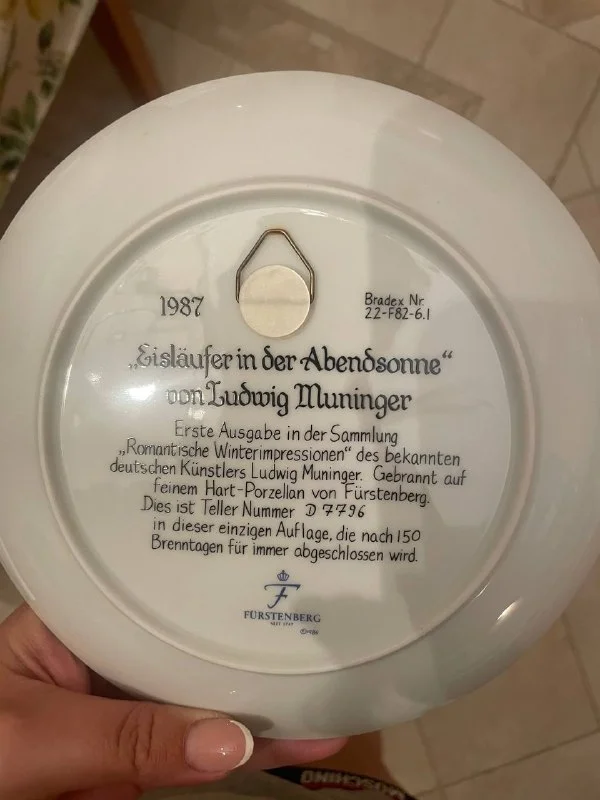 1987
Bradex Nr.
22-F82-6.1
„Eisläufer in der Abendsonne“
von Ludwig Muninger
Erste Ausgabe in der Sammlung
„Romantische Winterimpressionen“ des bekannten
deutschen Künstlers Ludwig Muninger. Gebrannt auf
feinem Hart-Porzellan von Fürstenberg.
Dies ist Teller Nummer D 7796
in dieser einzigen Auflage, die nach 150
Brenntagen für immer abgeschlossen wird.
F
FÜRSTENBERG
MOSCHINO